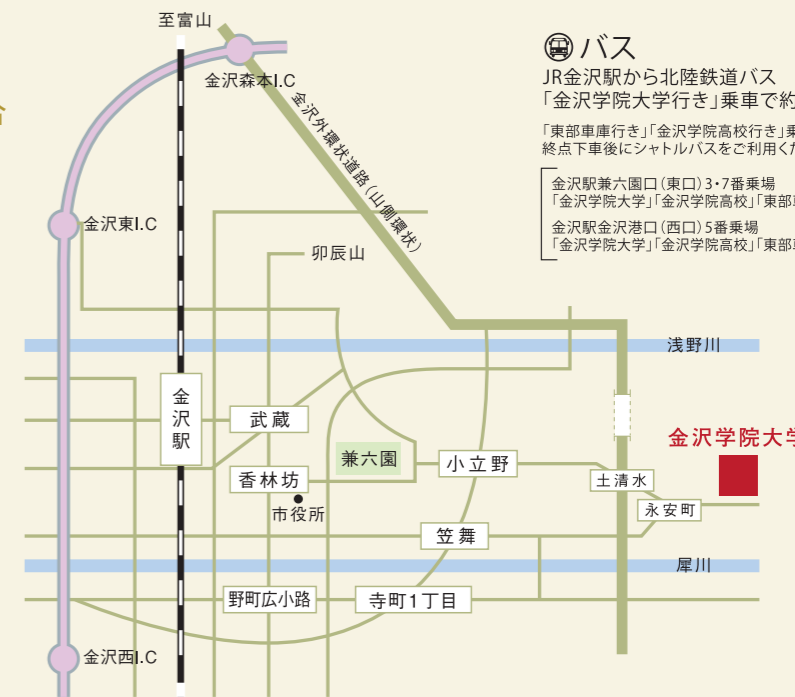 至富山
金沢森本I.C
金沢外環状道路(山側環状)
金沢東I.C
卯辰山
浅野川
金沢駅
武蔵
兼六園
小立野
香林坊
市役所
土清水
永安町
金沢学院大学
笠舞
犀川
野町広小路
寺町1丁目
金沢西I.C
バス
JR金沢駅から北陸鉄道バス
「金沢学院大学行き」乗車で約
「東部車庫行き」「金沢学院高校行き」乗
終点下車後にシャトルバスをご利用くだ
金沢駅兼六園口(東口)3・7番乗場
「金沢学院大学」「金沢学院高校」「東部
金沢駅金沢港口(西口)5番乗場
「金沢学院大学」「金沢学院高校」「東部